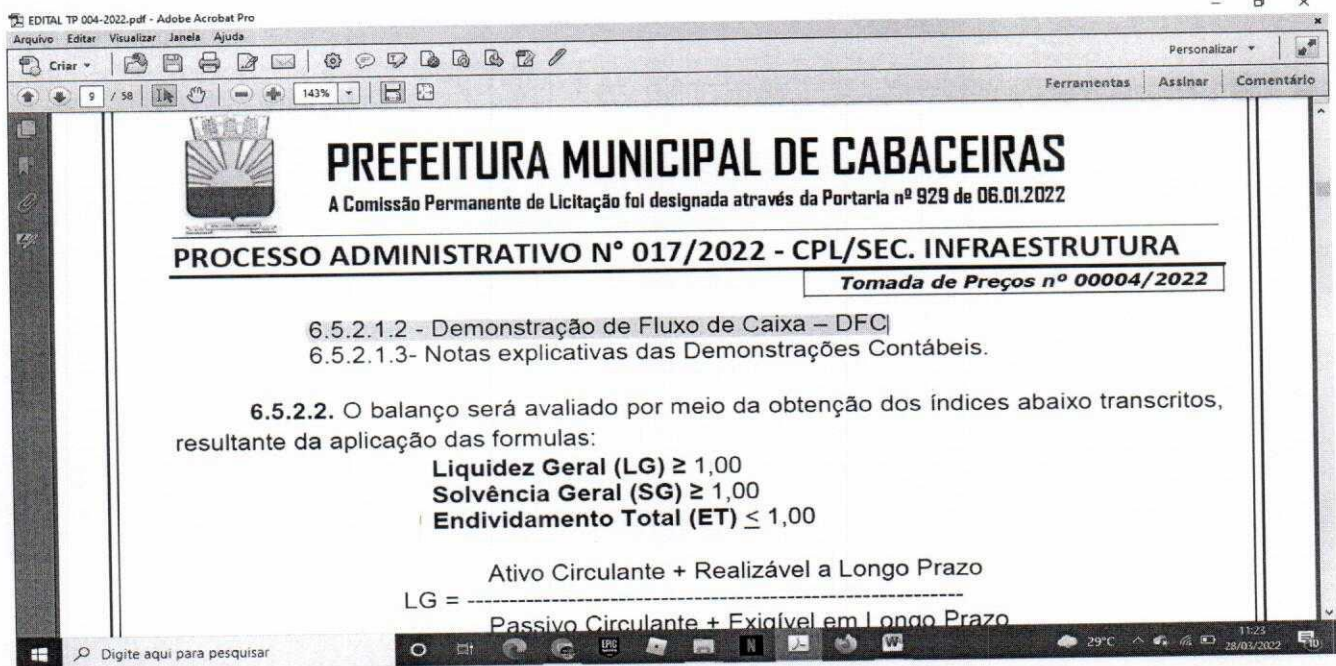 EDITAL TP 004-2022.pdf - Adobe Acrobat Pro
Arquivo Editar Visualizar Janela Ajuda
Criar
Personalizar
9 / 58 143%
Ferramentas Assinar Comentário
PREFEITURA MUNICIPAL DE CABACEIRAS
A Comissão Permanente de Licitação foi designada através da Portaria nº 929 de 06.01.2022
PROCESSO ADMINISTRATIVO N° 017/2022 - CPL/SEC. INFRAESTRUTURA
Tomada de Preços nº 00004/2022
6.5.2.1.2 - Demonstração de Fluxo de Caixa – DFC
6.5.2.1.3- Notas explicativas das Demonstrações Contábeis.
6.5.2.2. O balanço será avaliado por meio da obtenção dos índices abaixo transcritos,
resultante da aplicação das formulas:
Liquidez Geral (LG) ≥ 1,00
Solvência Geral (SG) ≥ 1,00
Endividamento Total (ET) ≤ 1,00
Ativo Circulante + Realizável a Longo Prazo
LG = ------------------------------------------------------------
Passivo Circulante + Exigível em Longo Prazo
Digite aqui para pesquisar
EPIC
N
W
29°C
11:23
28/03/2022